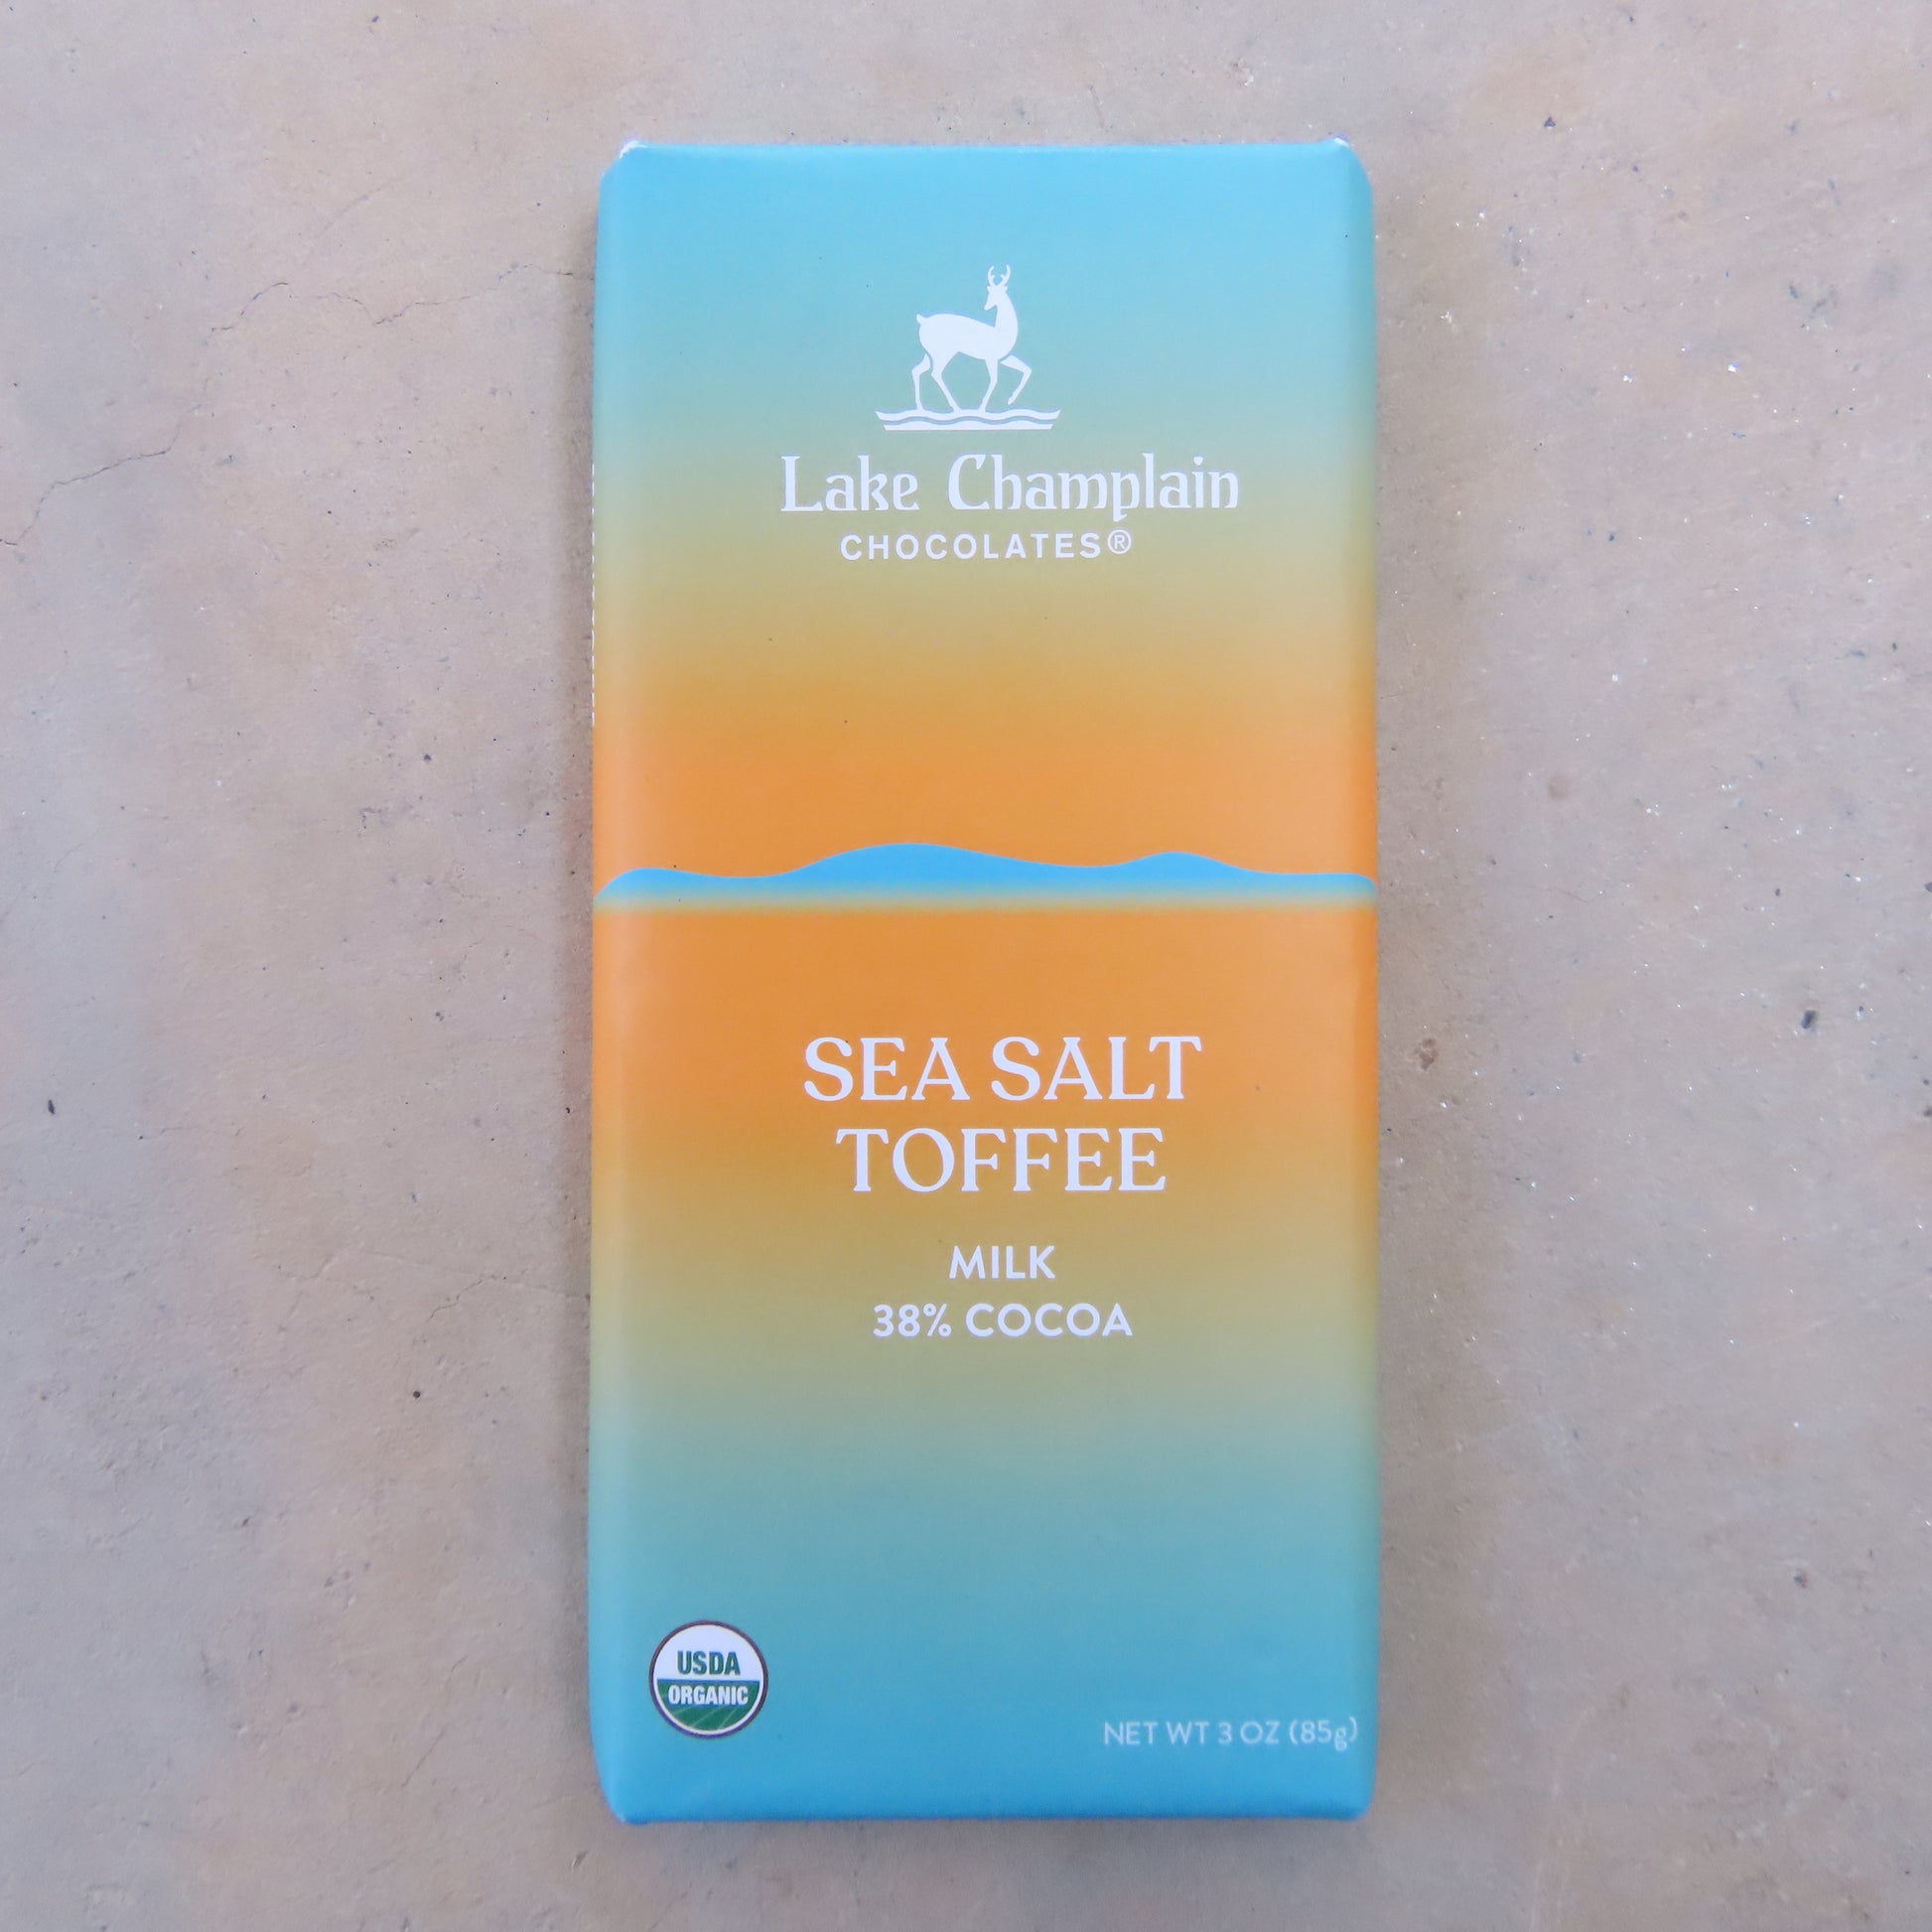 Lake Champlain
CHOCOLATES®
SEA SALT
TOFFEE
MILK
38% COCOA
USDA
ORGANIC
NET WT 3 OZ (85g)